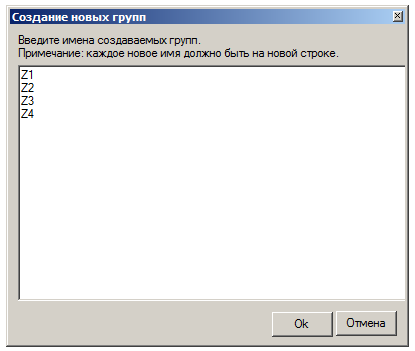 Создание новых групп
Введите имена создаваемых групп.
Примечание: каждое новое имя должно быть на новой строке.
Z1
Z2
Z3
Z4
Ok
Отмена